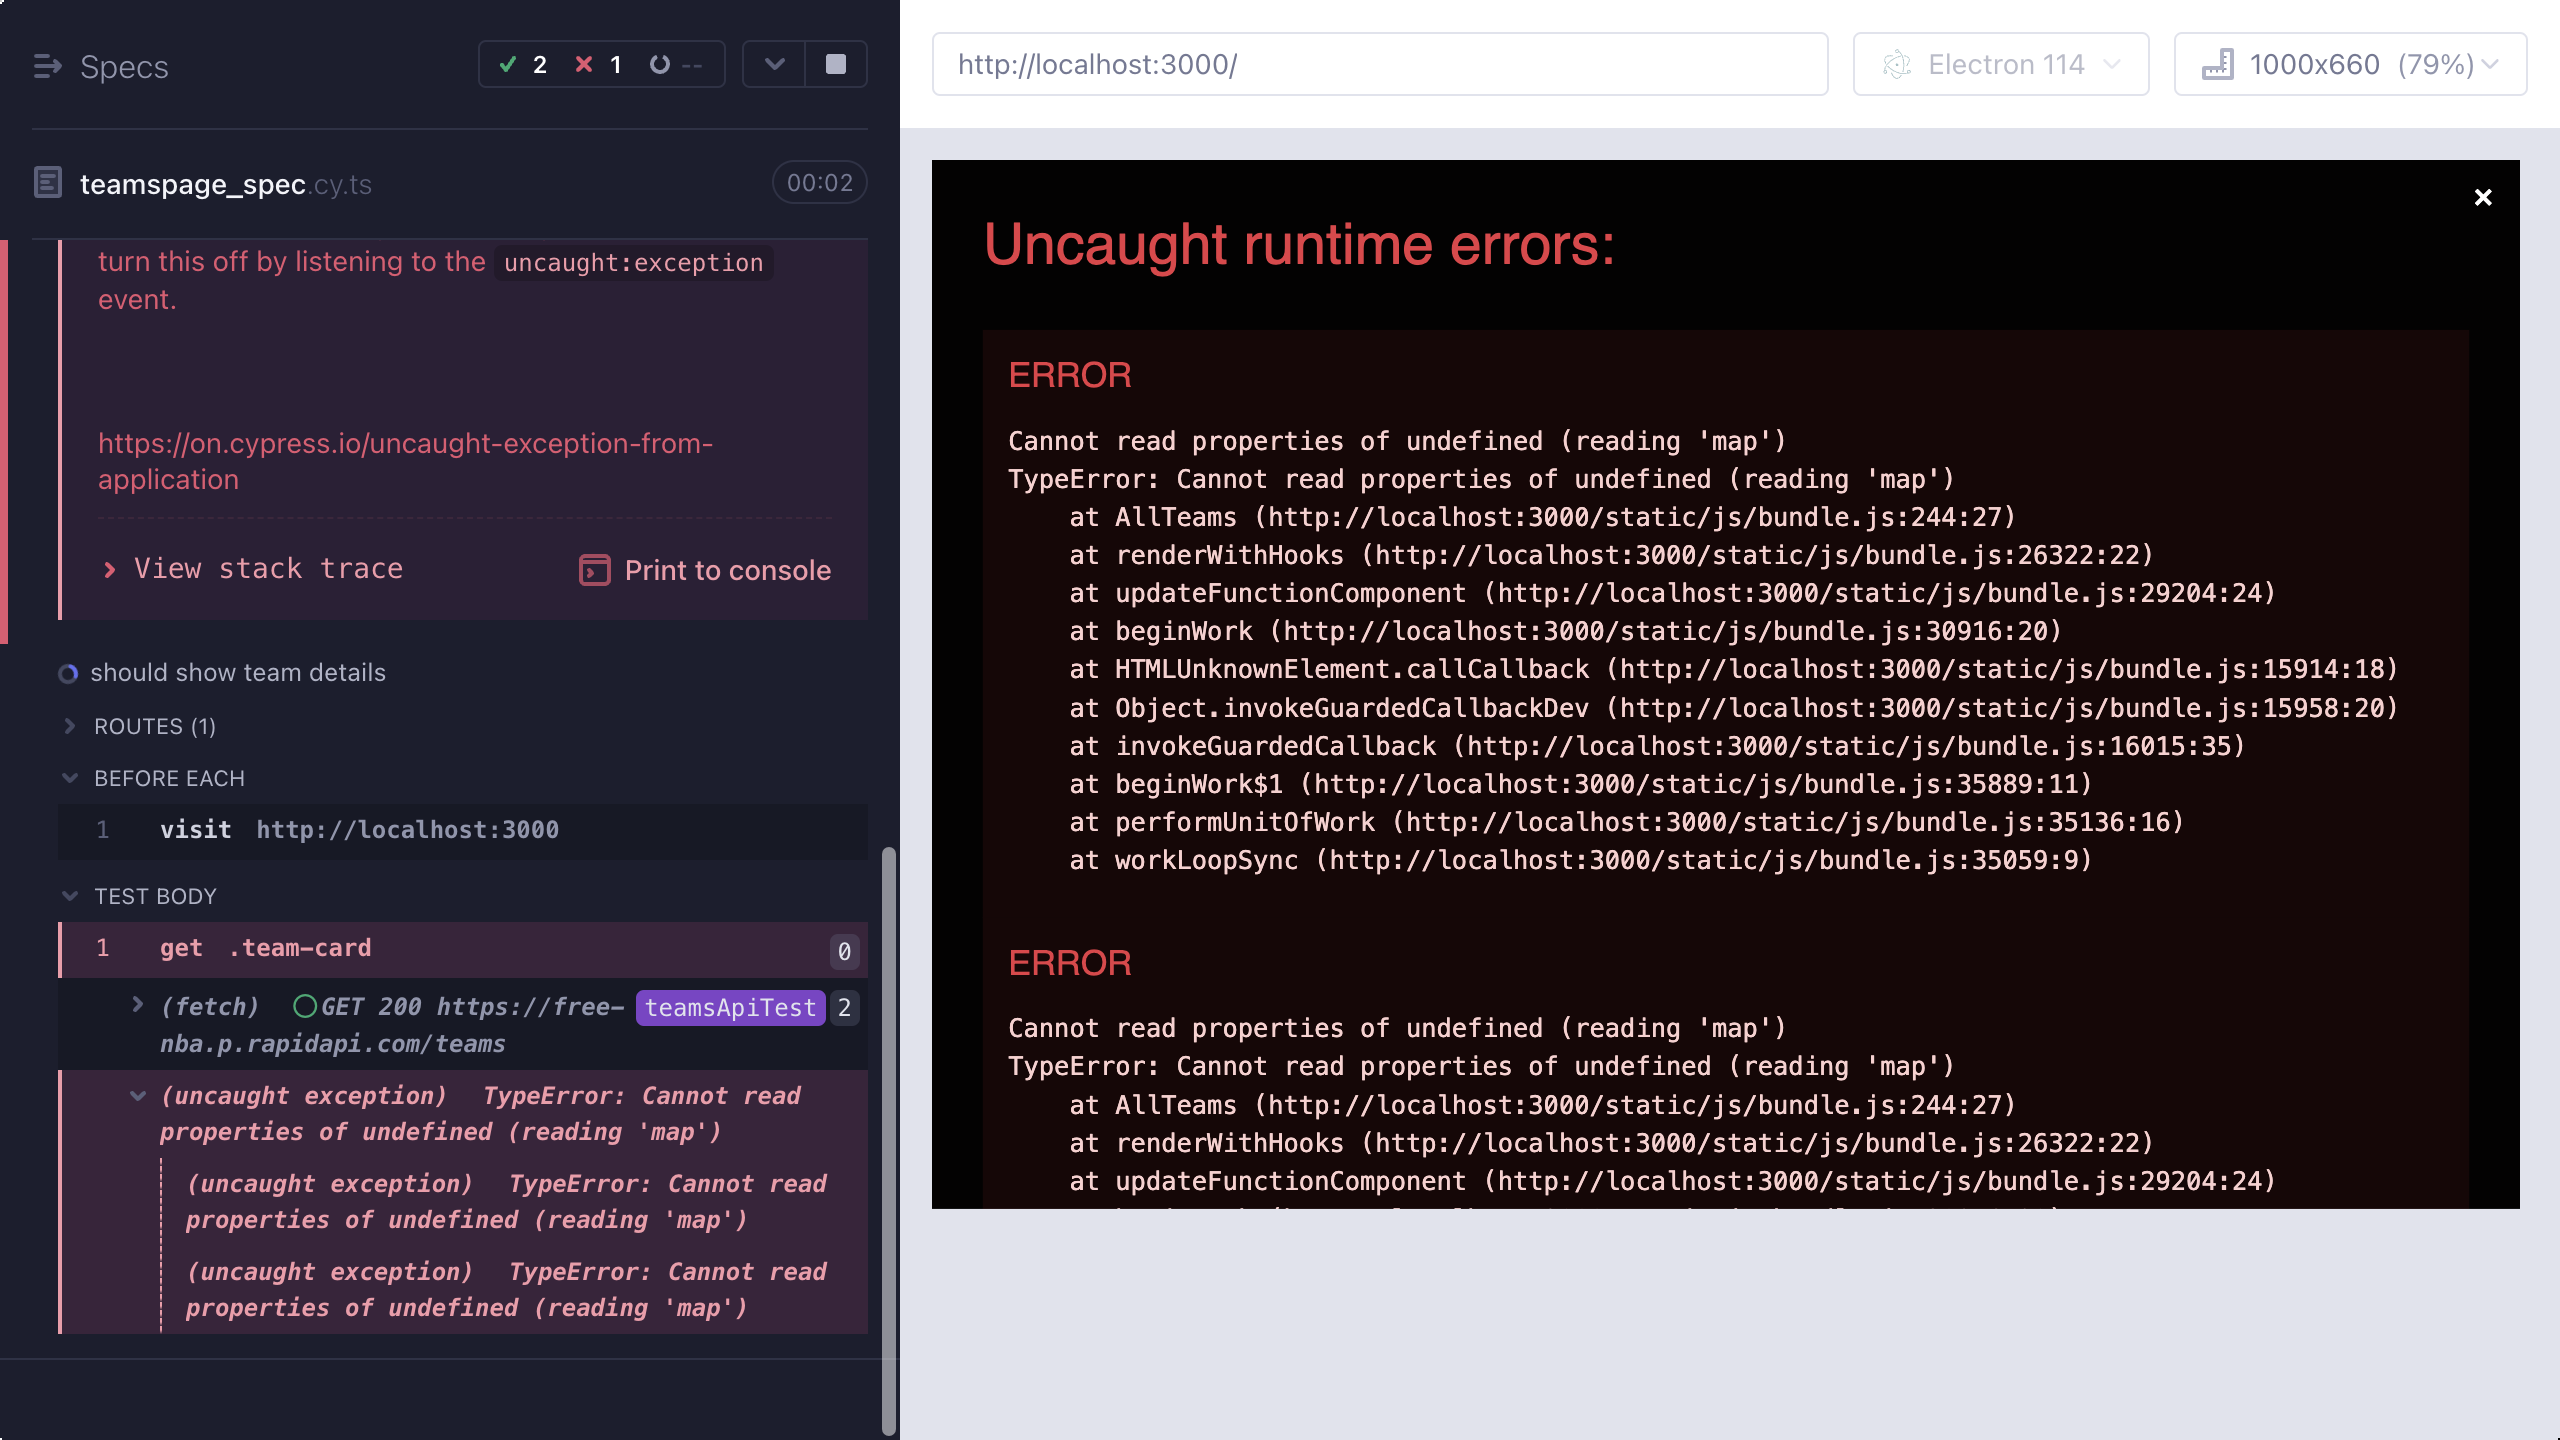 Specs
2 1 --
teamspage_spec.cy.ts
00:02
turn this off by listening to the uncaught:exception
event.
https://on.cypress.io/uncaught-exception-from-
application
View stack trace
Print to console
should show team details
ROUTES (1)
BEFORE EACH
1 visit http://localhost:3000
TEST BODY
1 get .team-card 0
(fetch) GET 200 https://free- teamsApiTest 2
nba.p.rapidapi.com/teams
(uncaught exception) TypeError: Cannot read
properties of undefined (reading 'map')
(uncaught exception) TypeError: Cannot read
properties of undefined (reading 'map')
(uncaught exception) TypeError: Cannot read
properties of undefined (reading 'map')
http://localhost:3000/
Electron 114
1000x660 (79%)
×
Uncaught runtime errors:
ERROR
Cannot read properties of undefined (reading 'map')
TypeError: Cannot read properties of undefined (reading 'map')
at AllTeams (http://localhost:3000/static/js/bundle.js:244:27)
at renderWithHooks (http://localhost:3000/static/js/bundle.js:26322:22)
at updateFunctionComponent (http://localhost:3000/static/js/bundle.js:29204:24)
at beginWork (http://localhost:3000/static/js/bundle.js:30916:20)
at HTMLUnknownElement.callCallback (http://localhost:3000/static/js/bundle.js:15914:18)
at Object.invokeGuardedCallbackDev (http://localhost:3000/static/js/bundle.js:15958:20)
at invokeGuardedCallback (http://localhost:3000/static/js/bundle.js:16015:35)
at beginWork$1 (http://localhost:3000/static/js/bundle.js:35889:11)
at performUnitOfWork (http://localhost:3000/static/js/bundle.js:35136:16)
at workLoopSync (http://localhost:3000/static/js/bundle.js:35059:9)
ERROR
Cannot read properties of undefined (reading 'map')
TypeError: Cannot read properties of undefined (reading 'map')
at AllTeams (http://localhost:3000/static/js/bundle.js:244:27)
at renderWithHooks (http://localhost:3000/static/js/bundle.js:26322:22)
at updateFunctionComponent (http://localhost:3000/static/js/bundle.js:29204:24)